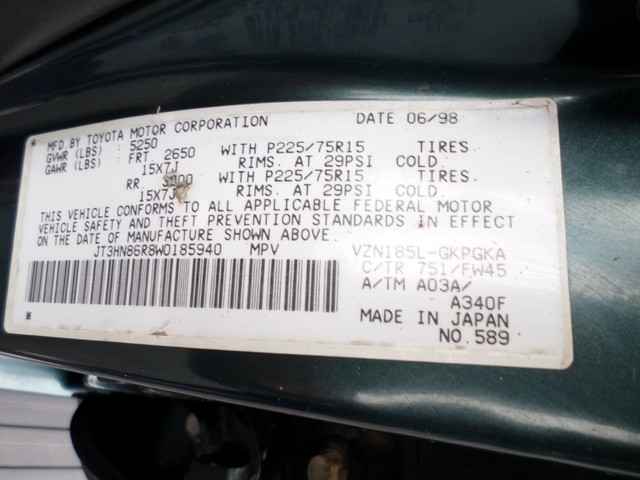 MFD. BY TOYOTA MOTOR CORPORATION DATE 06/98
GVWR (LBS) : 5250
GAWR (LBS) : FRT 2650 WITH P225/75R15 TIRES
15X7J RIMS, AT 29PSI COLD.
RR WITH P225/75R15 TIRES
15X7J RIMS, AT 29PSI COLD.
THIS VEHICLE CONFORMS TO ALL APPLICABLE FEDERAL MOTOR
VEHICLE SAFETY AND THEFT PREVENTION STANDARDS IN EFFECT
ON THE DATE OF MANUFACTURE SHOWN ABOVE.
JT3HN86R8W0185940 MPV VZN185L-GKPGKA
C/TR 751/FW45
A/TM A03A/
A340F
MADE IN JAPAN
NO.589